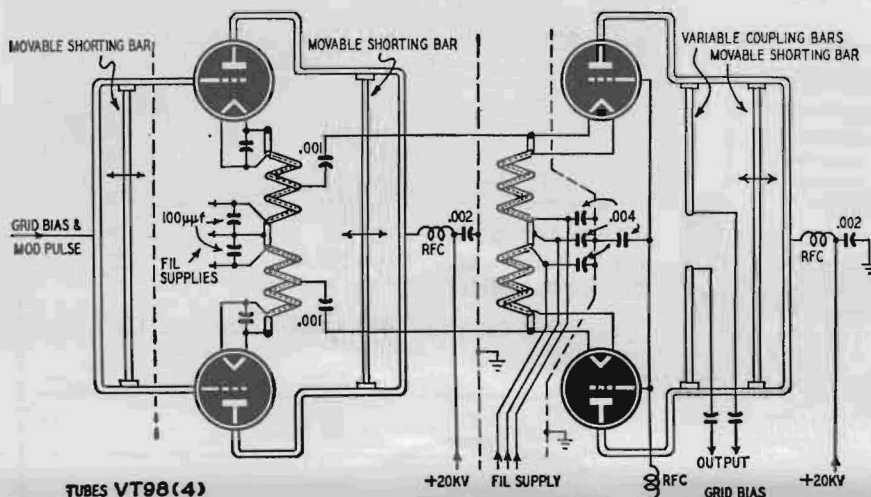 MOVABLE SHORTING BAR
MOVABLE SHORTING BAR
VARIABLE COUPLING BARS
MOVABLE SHORTING BAR
.001
100μμf
GRID BIAS &
MOD PULSE
FIL
SUPPLIES
.002
RFC
.004
.002
RFC
.001
OUTPUT
TUBES VT98(4)
+20KV
FIL SUPPLY
RFC
GRID BIAS
+20KV